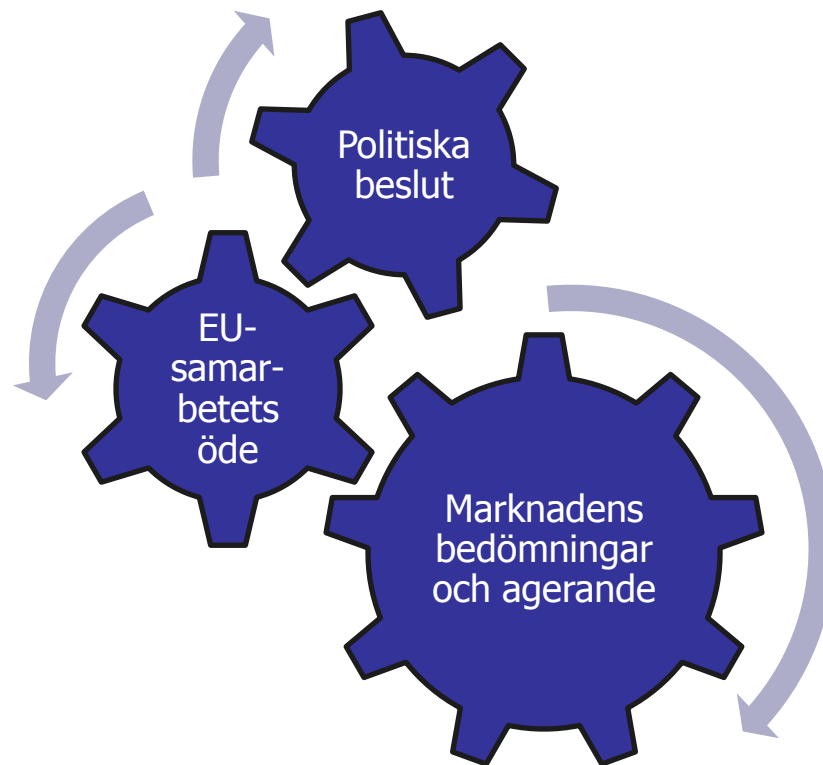 Politiska
beslut
EU-
samar-
betets
öde
Marknadens
bedömningar
och agerande